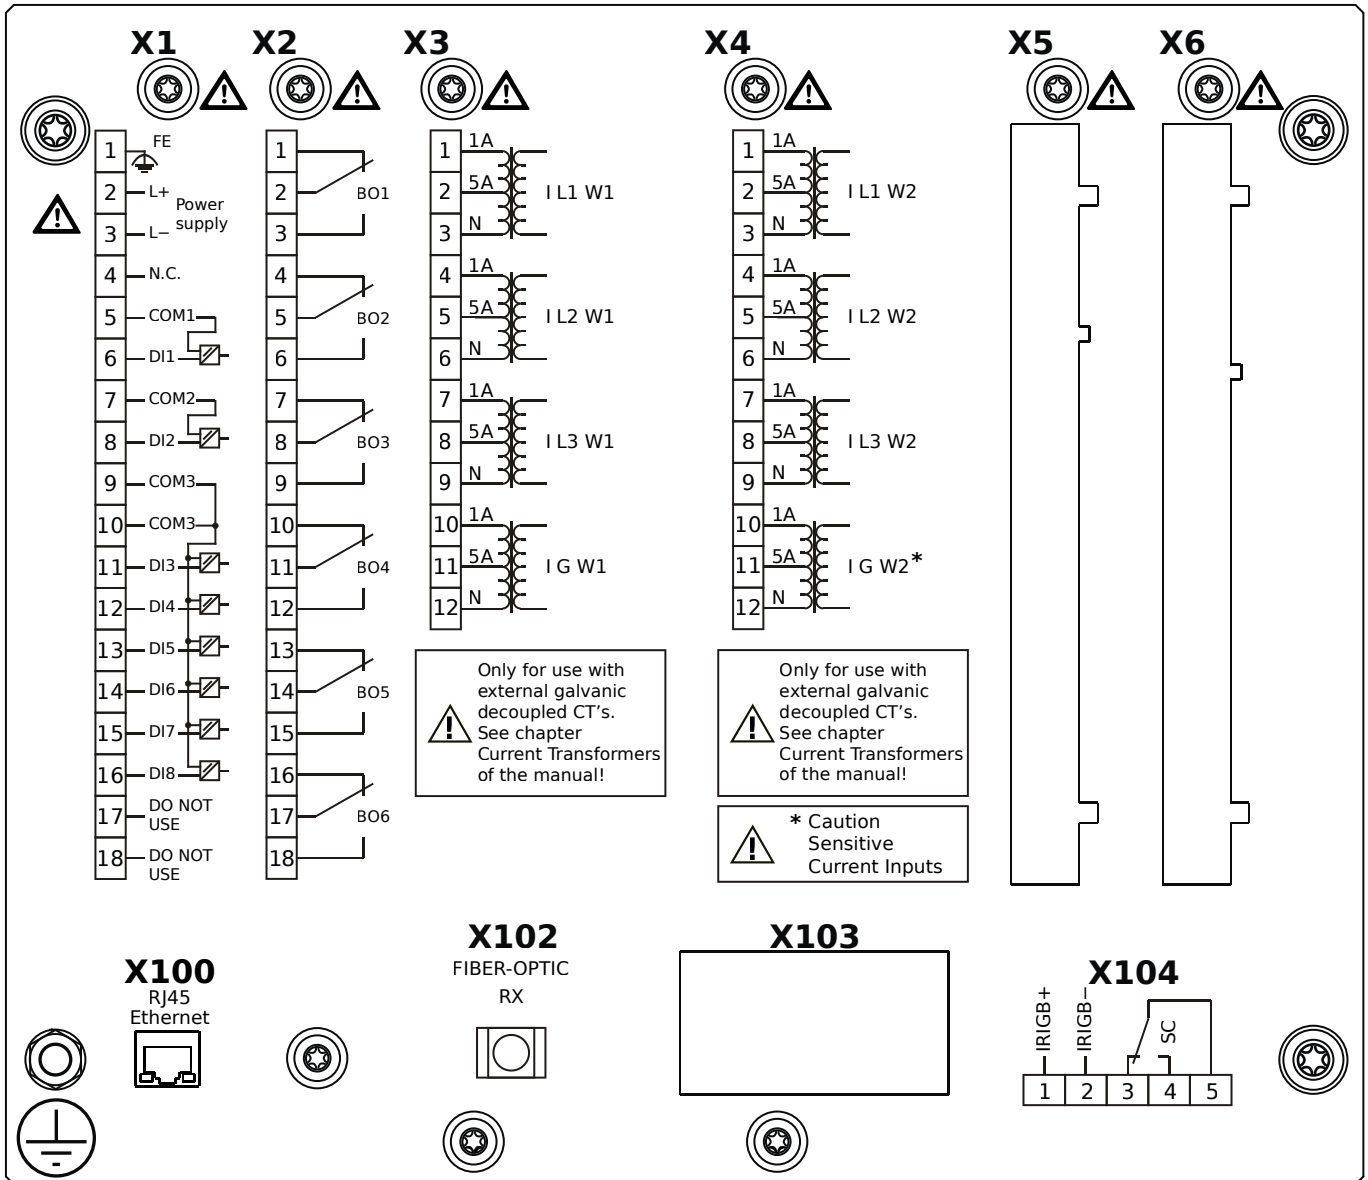 X1
X2
X3
X4
X5
X6
1 FE
2 L+
Power
supply
3 L−
4 N.C.
5 COM1
6 DI1
7 COM2
8 DI2
9 COM3
10 COM3
11 DI3
12 DI4
13 DI5
14 DI6
15 DI7
16 DI8
17 DO NOT
USE
18 DO NOT
USE
1
2 BO1
3
4
5 BO2
6
7
8 BO3
9
10
11 BO4
12
13
14 BO5
15
16
17 BO6
18
1 1A
2 5A I L1 W1
3 N
4 1A
5 5A I L2 W1
6 N
7 1A
8 5A I L3 W1
9 N
10 1A
11 5A I G W1
12 N
Only for use with
external galvanic
decoupled CT's.
See chapter
Current Transformers
of the manual!
1 1A
2 5A I L1 W2
3 N
4 1A
5 5A I L2 W2
6 N
7 1A
8 5A I L3 W2
9 N
10 1A
11 5A I G W2*
12 N
Only for use with
external galvanic
decoupled CT's.
See chapter
Current Transformers
of the manual!
* Caution
Sensitive
Current Inputs
X100
RJ45
Ethernet
X102
FIBER-OPTIC
RX
X103
X104
IRIGB+
IRIGB−
SC
1 2 3 4 5